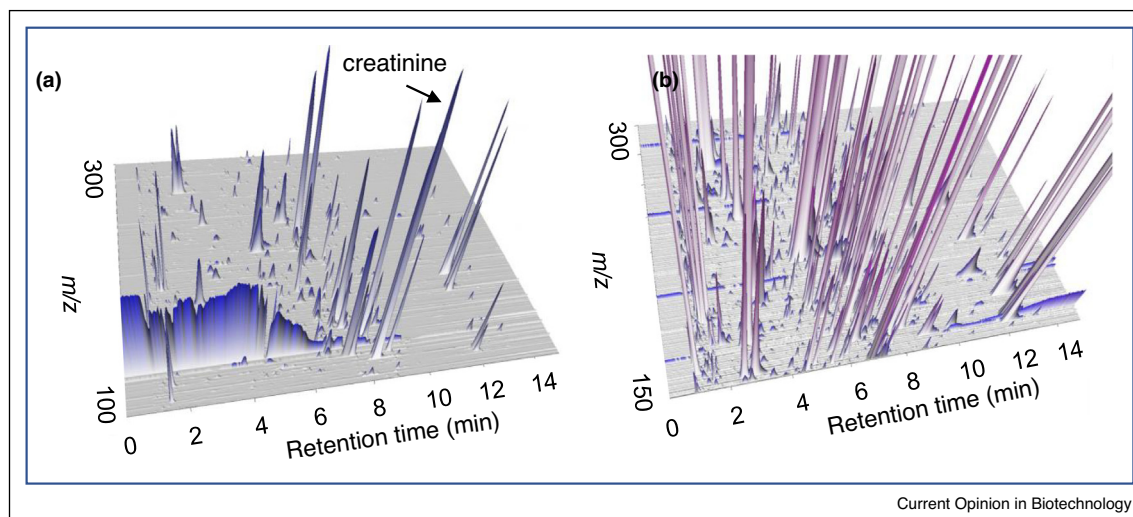 (a)
creatinine
300
m/z
100
0 2 4 6 8 10 12 14
Retention time (min)
(b)
300
m/z
150
0 2 4 6 8 10 12 14
Retention time (min)
Current Opinion in Biotechnology